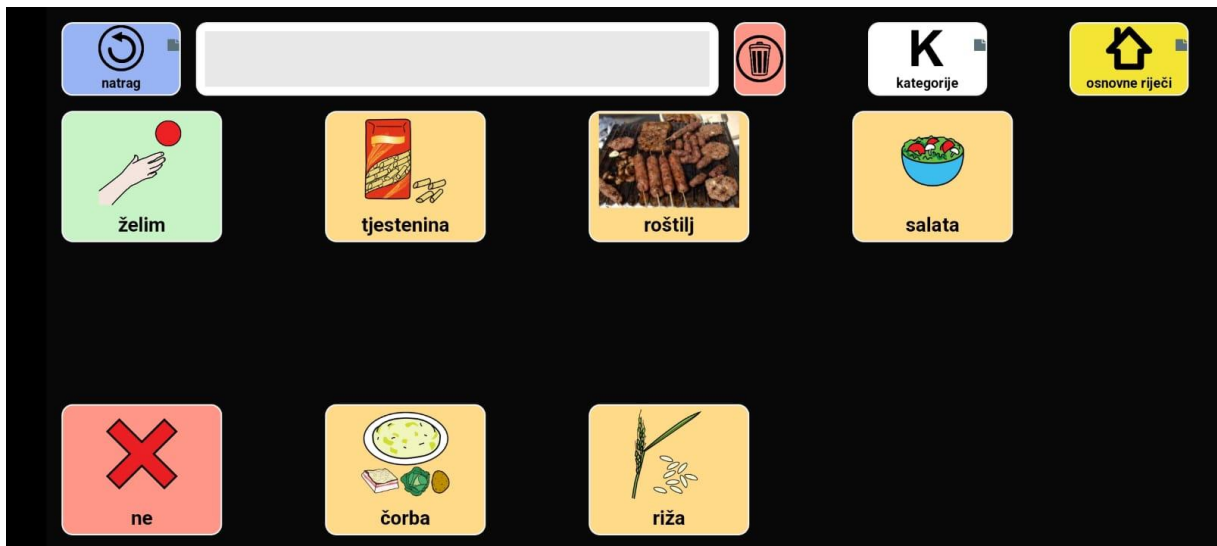 natrag
K
kategorije
osnovne riječi
želim
tjestenina
roštilj
salata
ne
čorba
riža